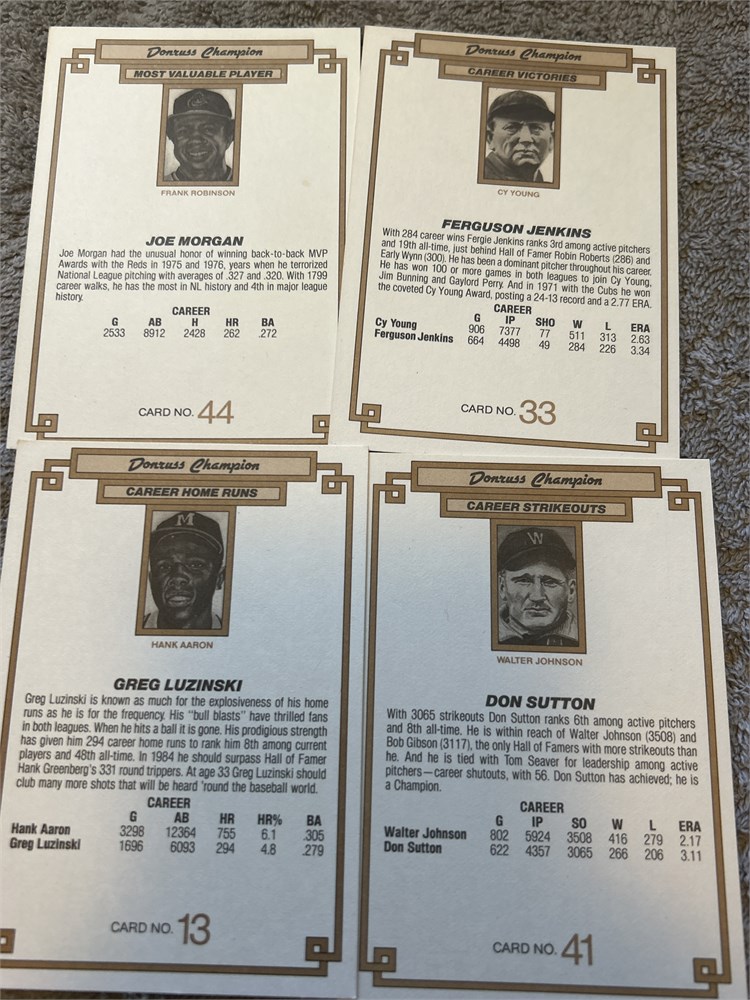 Donruss Champion
MOST VALUABLE PLAYER
FRANK ROBINSON
JOE MORGAN
Joe Morgan had the unusual honor of winning back-to-back MVP
Awards with the Reds in 1975 and 1976, years when he terrorized
National League pitching with averages of .327 and .320. With 1799
career walks, he has the most in NL history and 4th in major league
history.
CAREER
G AB H HR BA
2533 8912 2428 262 .272
CARD NO. 44
Donruss Champion
CAREER VICTORIES
CY YOUNG
FERGUSON JENKINS
With 284 career wins Fergie Jenkins ranks 3rd among active pitchers
and 19th all-time, just behind Hall of Famer Robin Roberts (286) and
Early Wynn (300). He has been a dominant pitcher throughout his career.
He has won 100 or more games in both leagues to join Cy Young,
Jim Bunning and Gaylord Perry. And in 1971 with the Cubs he won
the coveted Cy Young Award, posting a 24-13 record and a 2.77 ERA.
CAREER
G IP SHO W L ERA
Cy Young 906 7377 77 511 313 2.63
Ferguson Jenkins 664 4498 49 284 226 3.34
CARD NO. 33
Donruss Champion
CAREER HOME RUNS
M
HANK AARON
GREG LUZINSKI
Greg Luzinski is known as much for the explosiveness of his home
runs as he is for the frequency. His "bull blasts" have thrilled fans
in both leagues. When he hits a ball it is gone. His prodigious strength
has given him 294 career home runs to rank him 8th among current
players and 48th all-time. In 1984 he should surpass Hall of Famer
Hank Greenberg's 331 round trippers. At age 33 Greg Luzinski should
club many more shots that will be heard 'round the baseball world.
CAREER
G AB HR HR% BA
Hank Aaron 3298 12364 755 6.1 .305
Greg Luzinski 1696 6093 294 4.8 .279
CARD NO. 13
Donruss Champion
CAREER STRIKEOUTS
W
WALTER JOHNSON
DON SUTTON
With 3065 strikeouts Don Sutton ranks 6th among active pitchers
and 8th all-time. He is within reach of Walter Johnson (3508) and
Bob Gibson (3117), the only Hall of Famers with more strikeouts than
he. And he is tied with Tom Seaver for leadership among active
pitchers—career shutouts, with 56. Don Sutton has achieved; he is
a Champion.
CAREER
G IP SO W L ERA
Walter Johnson 802 5924 3508 416 279 2.17
Don Sutton 622 4357 3065 266 206 3.11
CARD NO. 41